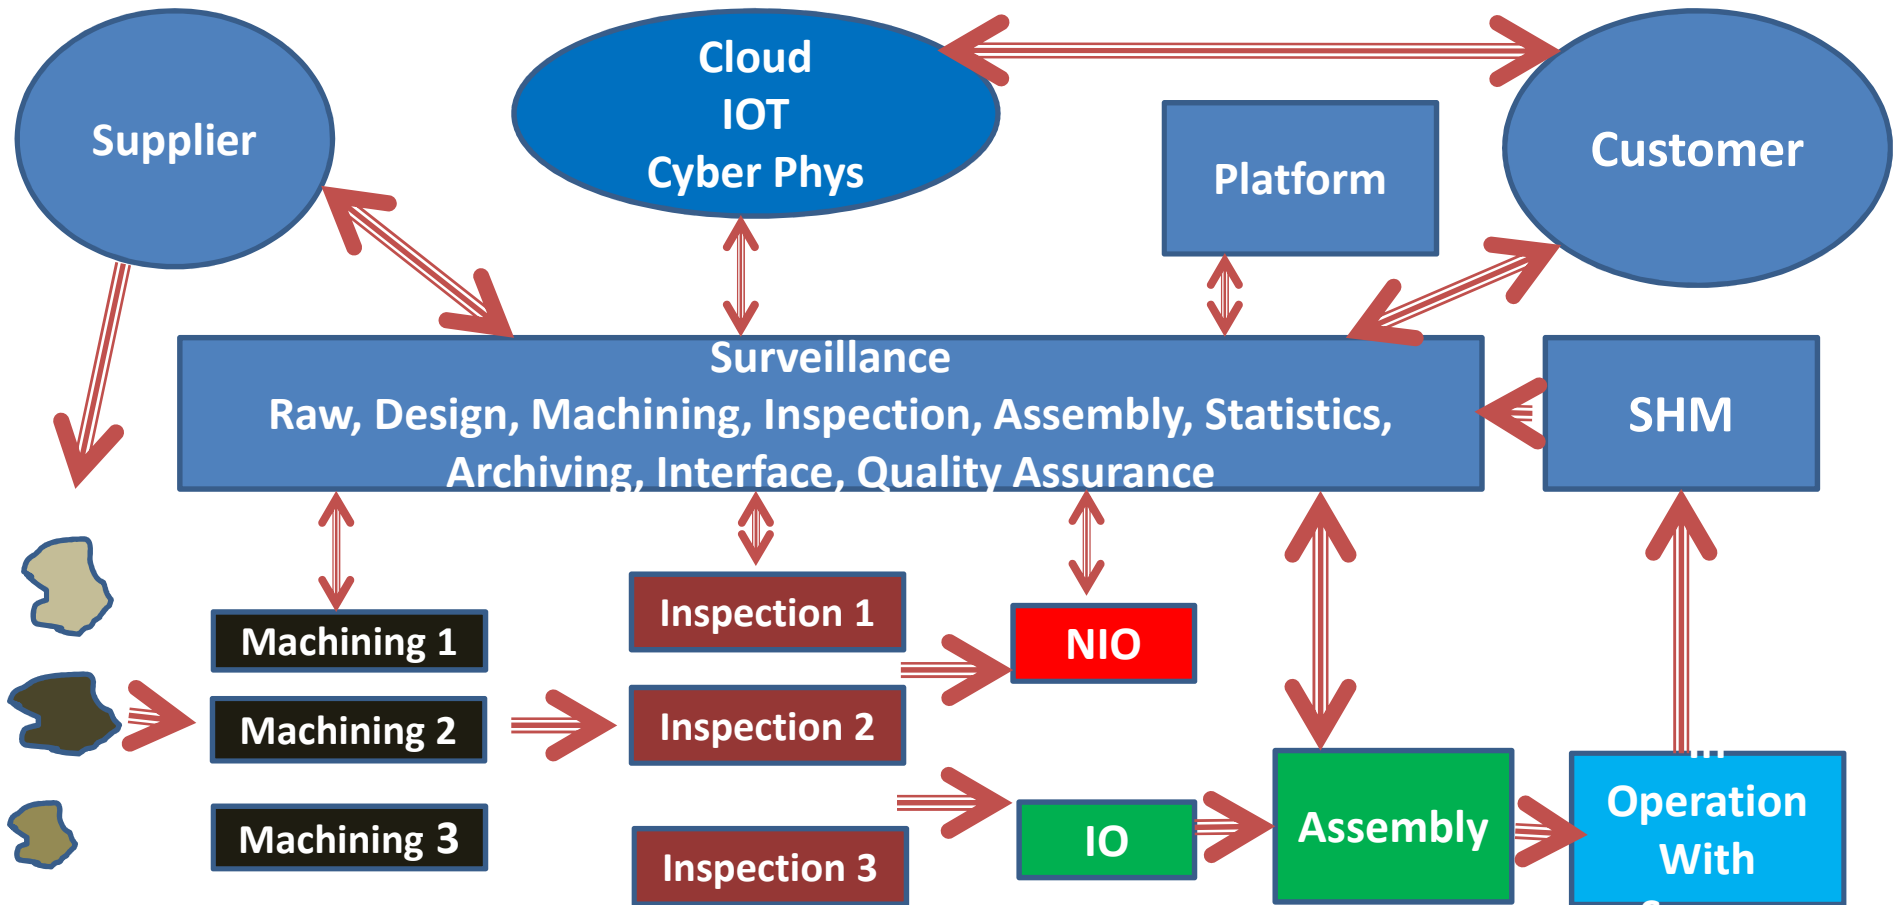 Supplier
Cloud
IOT
Cyber Phys
Platform
Customer
Surveillance
Raw, Design, Machining, Inspection, Assembly, Statistics,
Archiving, Interface, Quality Assurance
SHM
Machining 1
Machining 2
Machining 3
Inspection 1
Inspection 2
Inspection 3
NIO
IO
Assembly
Operation
With